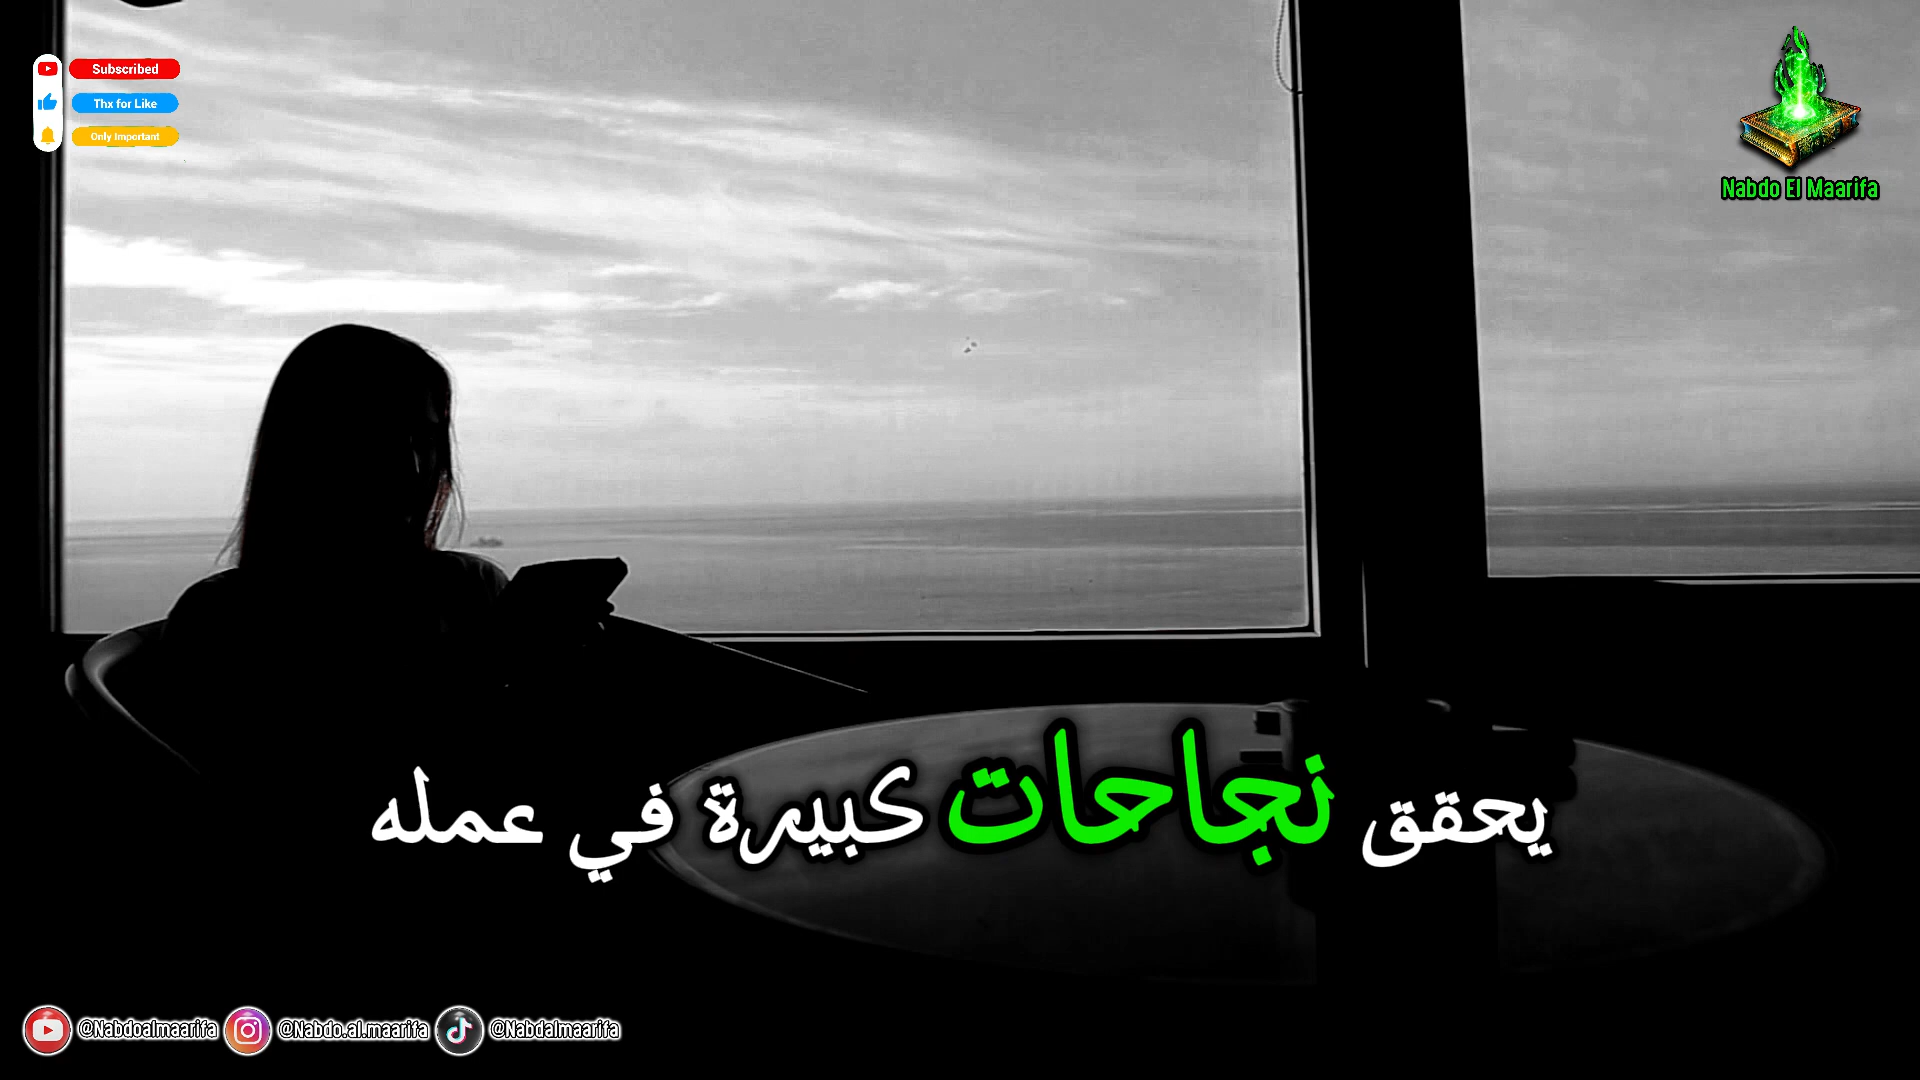 Subscribed
Thx for Like
Only Important
Nabdo El Maarifa
يحقق نجاحات كبيرة في عمله
@Nabdoalmaarifa @Nabdo.al.maarifa @Nabdalmaarifa